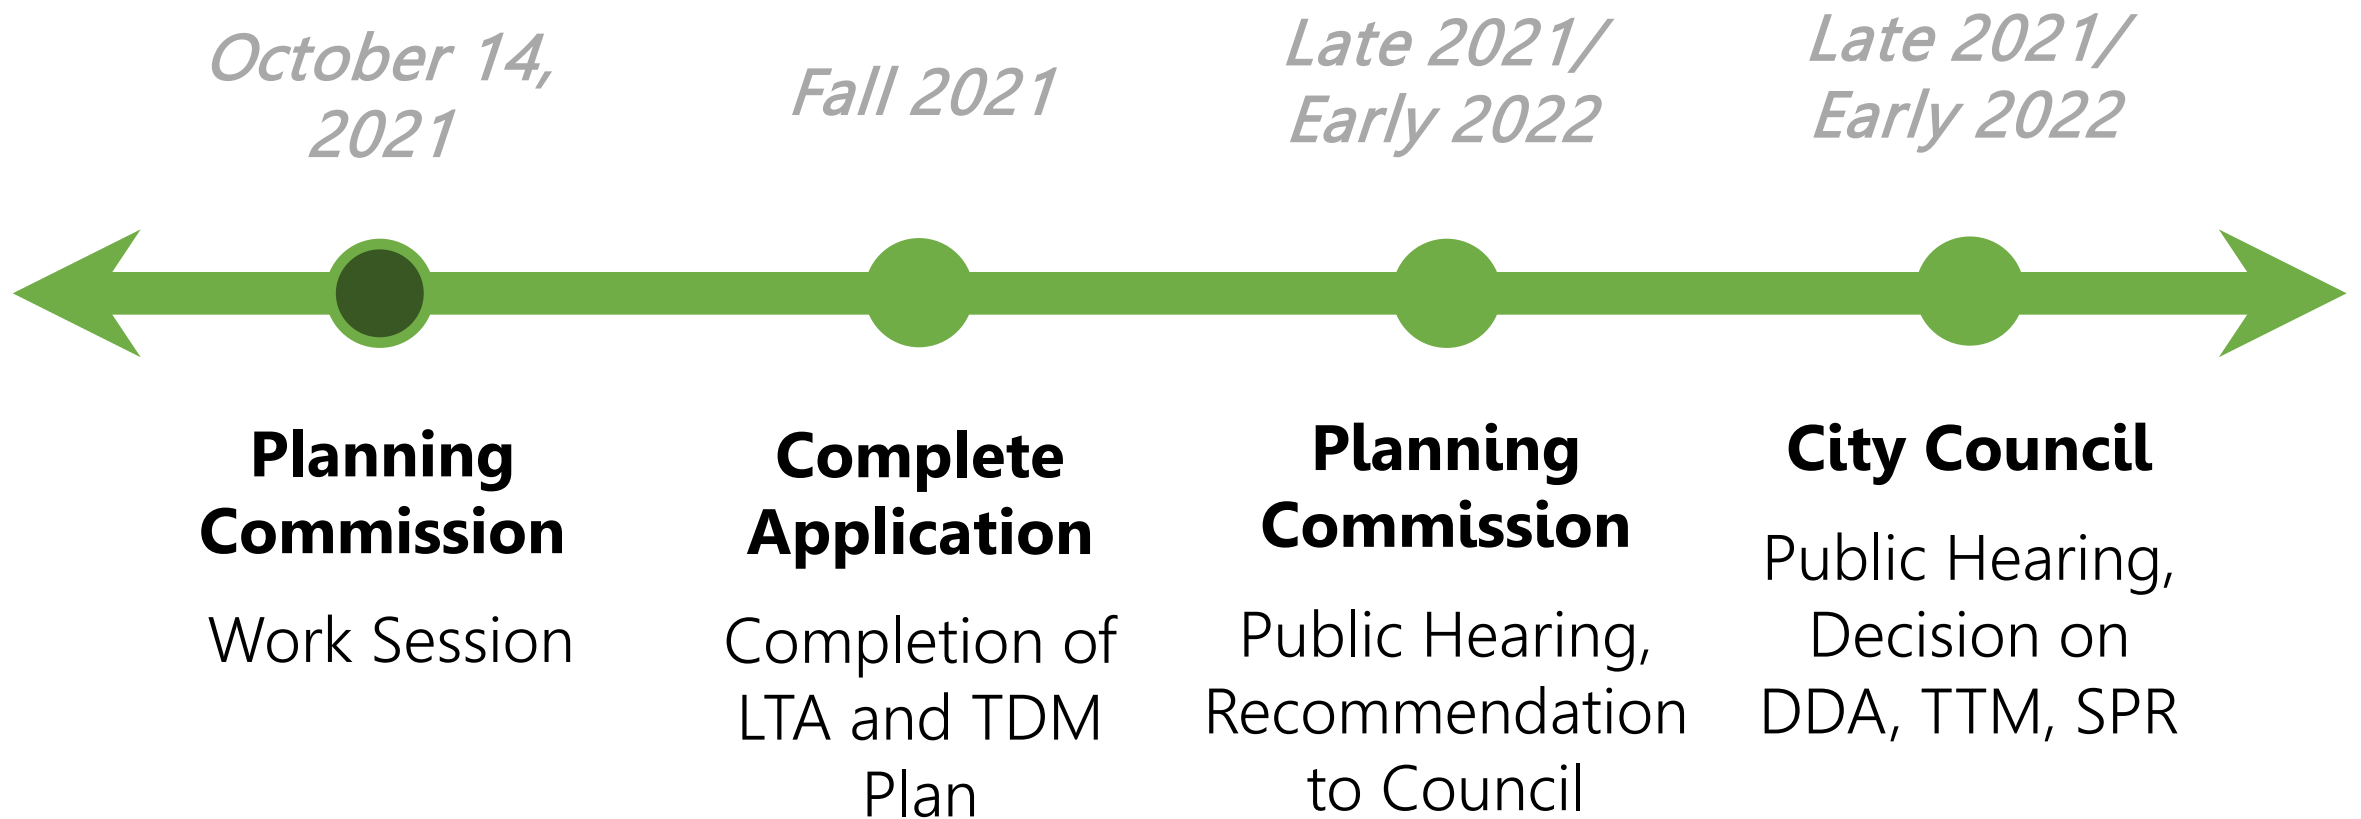 October 14,
2021
Fall 2021
Late 2021/
Early 2022
Late 2021/
Early 2022
Planning
Commission
Work Session
Complete
Application
Completion of
LTA and TDM
Plan
Planning
Commission
Public Hearing,
Recommendation
to Council
City Council
Public Hearing,
Decision on
DDA, TTM, SPR